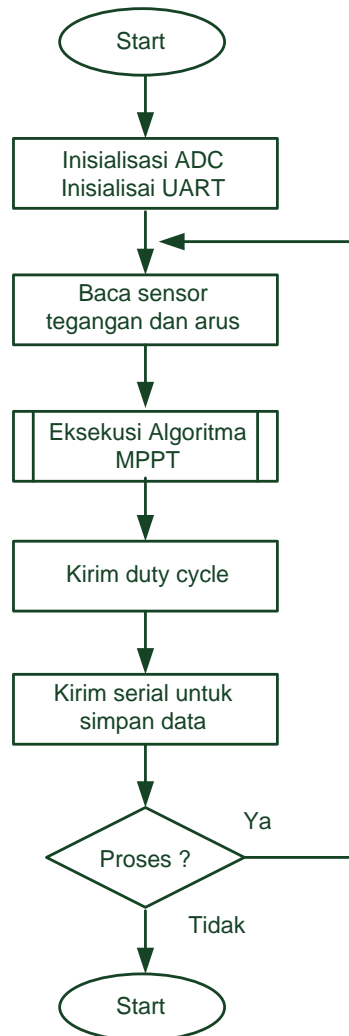 Start
Inisialisasi ADC
Inisialisai UART
Baca sensor
tegangan dan arus
Eksekusi Algoritma
MPPT
Kirim duty cycle
Kirim serial untuk
simpan data
Ya
Proses ?
Tidak
Start